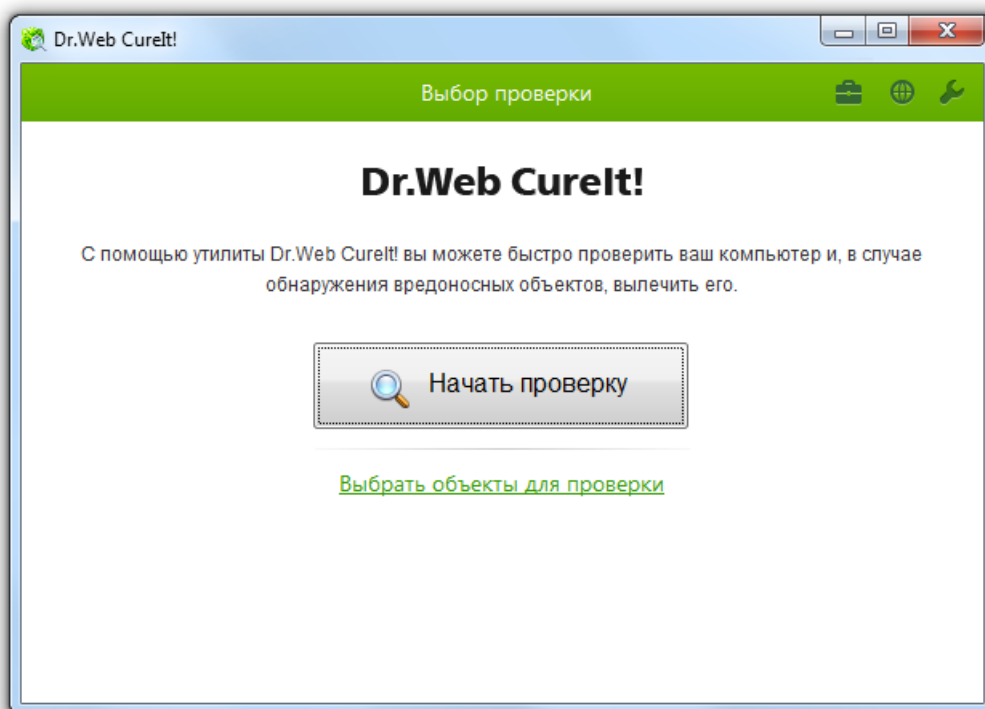 Dr.Web CureIt!
Выбор проверки
Dr.Web CureIt!
С помощью утилиты Dr.Web CureIt! вы можете быстро проверить ваш компьютер и, в случае
обнаружения вредоносных объектов, вылечить его.
Начать проверку
Выбрать объекты для проверки